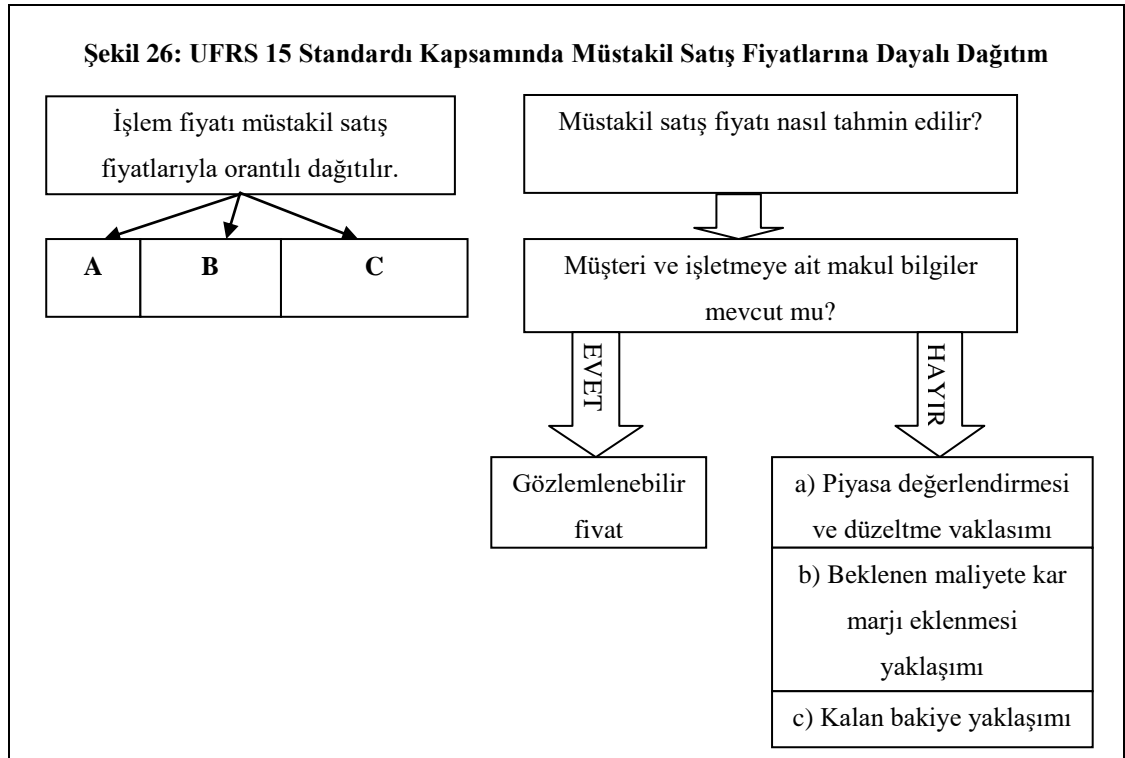 Şekil 26: UFRS 15 Standardı Kapsamında Müstakil Satış Fiyatlarına Dayalı Dağıtım
İşlem fiyatı müstakil satış
fiyatlarıyla orantılı dağıtılır.
A
B
C
Müstakil satış fiyatı nasıl tahmin edilir?
Müşteri ve işletmeye ait makul bilgiler
mevcut mu?
EVET
HAYIR
Gözlemlenebilir
fiyat
a) Piyasa değerlendirmesi
ve düzeltme vaklasımı
b) Beklenen maliyete kar
marjı eklenmesi
yaklaşımı
c) Kalan bakiye yaklaşımı